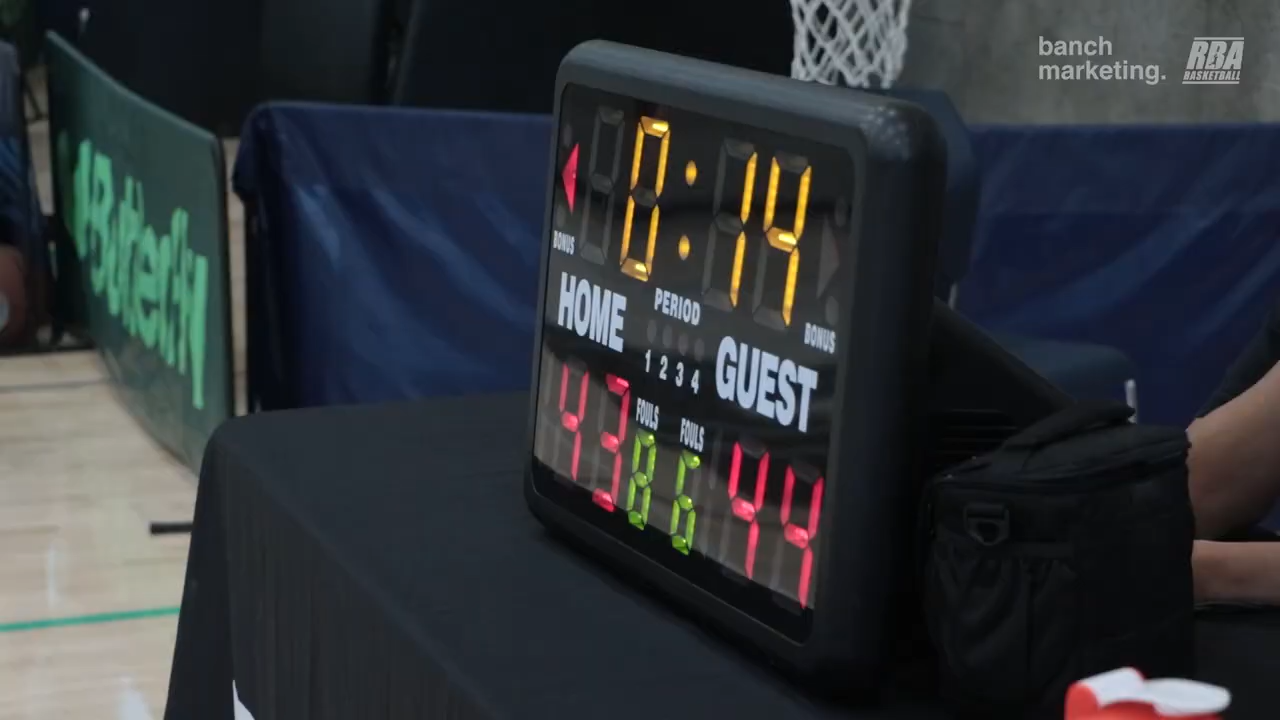 banch
marketing.
RBA
BASKETBALL
#Butterfly
0:14
BONUS
HOME
PERIOD
BONUS
1 2 3 4
GUEST
FOULS
FOULS
43
8
6
44